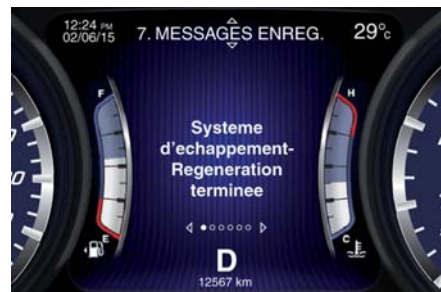 12:24 PM
02/06/15
7. MESSAGES ENREG.
29°c
F
H
Systeme
d'echappement-
Regeneration
terminee
E
C
D
12567 km